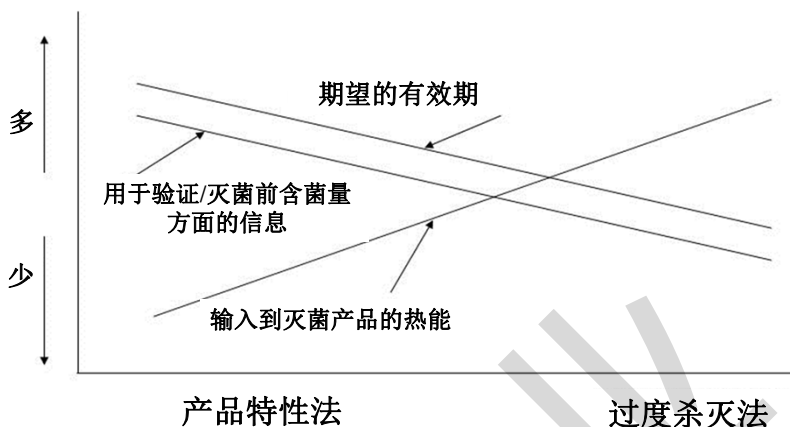 期望的有效期
多
用于验证/灭菌前含菌量
方面的信息
少
输入到灭菌产品的热能
产品特性法
过度杀灭法